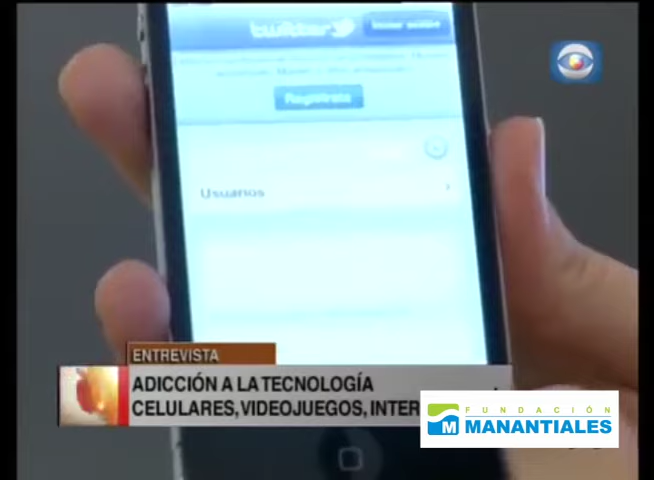 twitter
Iniciar sesión
Regístrate
Usuarios
ENTREVISTA
ADICCIÓN A LA TECNOLOGÍA
CELULARES, VIDEOJUEGOS, INTER
FUNDACIÓN
MANANTIALES